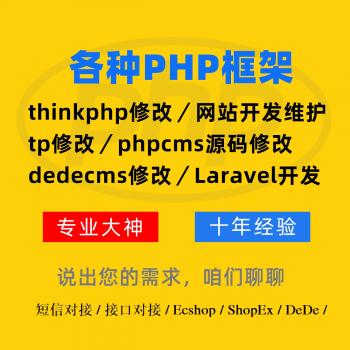 各种PHP框架
thinkphp修改／网站开发维护
tp修改／phpcms源码修改
dedecms修改／Laravel开发
专业大神
十年经验
说出您的需求，咱们聊聊
短信对接 / 接口对接 / Ecshop / ShopEx / DeDe /
php